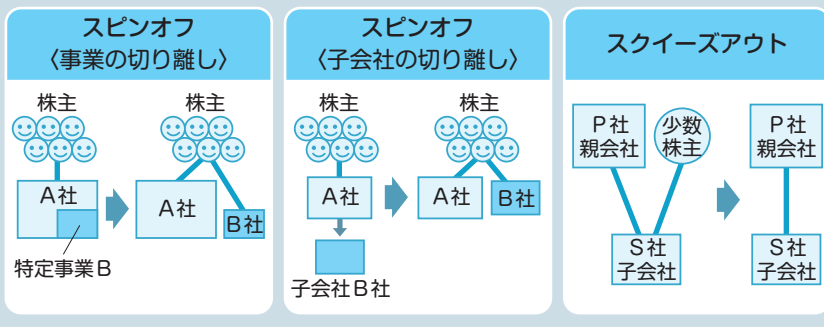 スピンオフ
〈事業の切り離し〉
株主
株主
A社
A社
B社
特定事業B
スピンオフ
〈子会社の切り離し〉
株主
株主
A社
A社
B社
子会社B社
スクイーズアウト
P社
親会社
少数
株主
P社
親会社
S社
子会社
S社
子会社